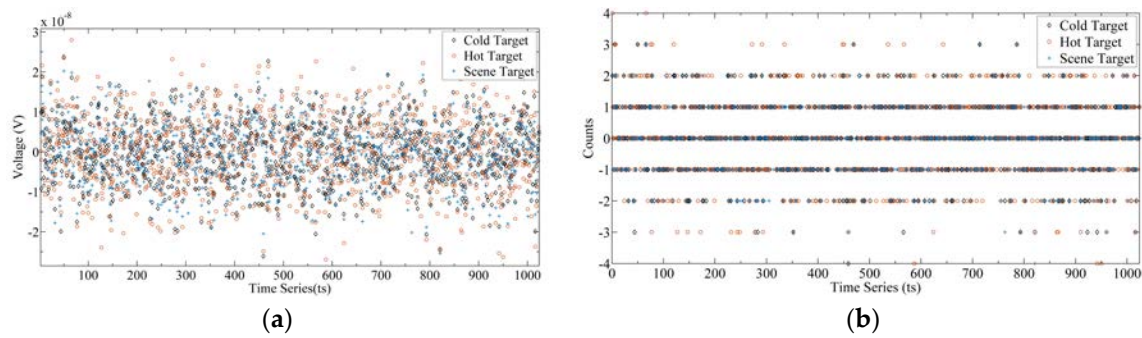 3 x 10⁻⁸
◊ Cold Target
○ Hot Target
* Scene Target
2
1
0
-1
-2
Voltage (V)
100 200 300 400 500 600 700 800 900 1000
Time Series(ts)
(a)
4
3
2
1
0
-1
-2
-3
-4
Counts
◊ Cold Target
○ Hot Target
* Scene Target
0 100 200 300 400 500 600 700 800 900 1000
Time Series (ts)
(b)